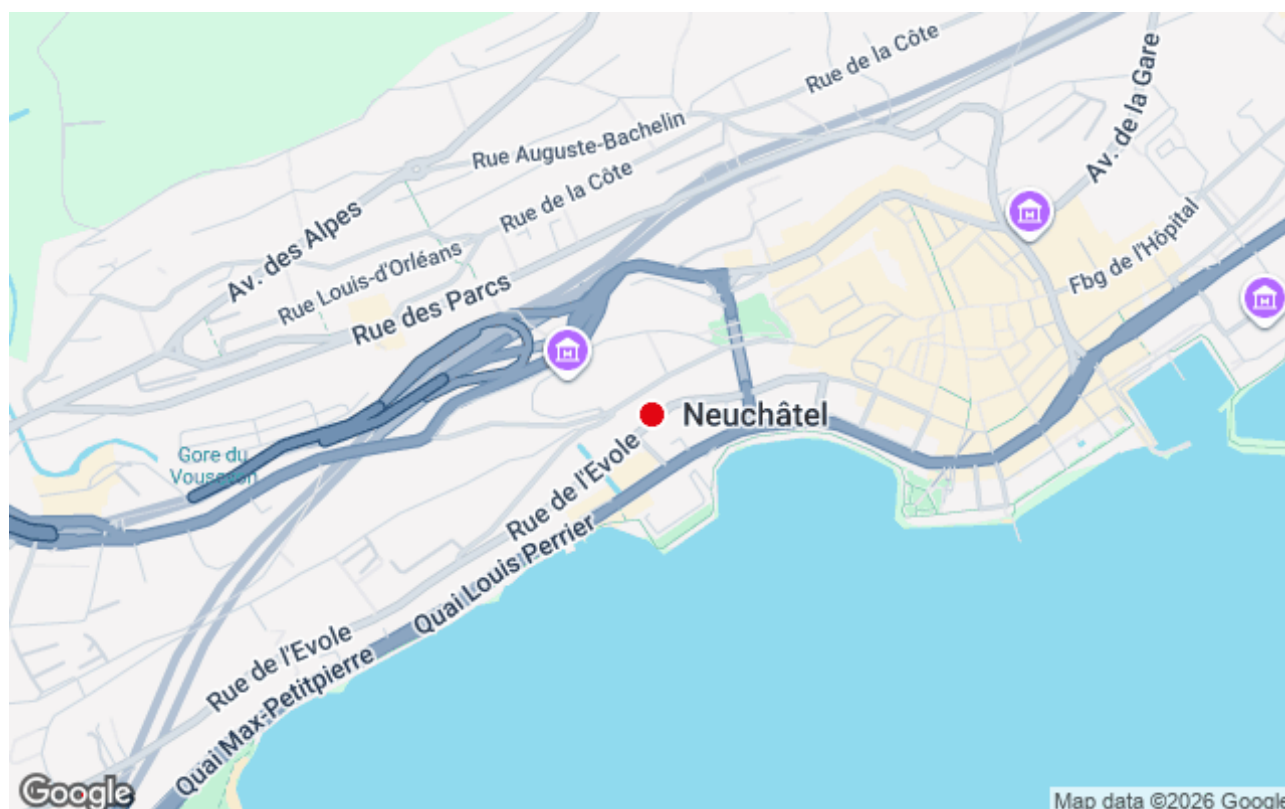 Rue de la Côte
Av. de la Gare
Rue Auguste-Bachelin
Rue de la Côte
Av. des Alpes
Rue Louis-d'Orléans
Fbg de l'Hôpital
Rue des Parcs
Neuchâtel
Gore du
Vouseyon
Rue de l'Evole
Quai Louis Perrier
Rue de l'Evole
Quai Max-Petitpierre
Google
Map data ©2026 Google